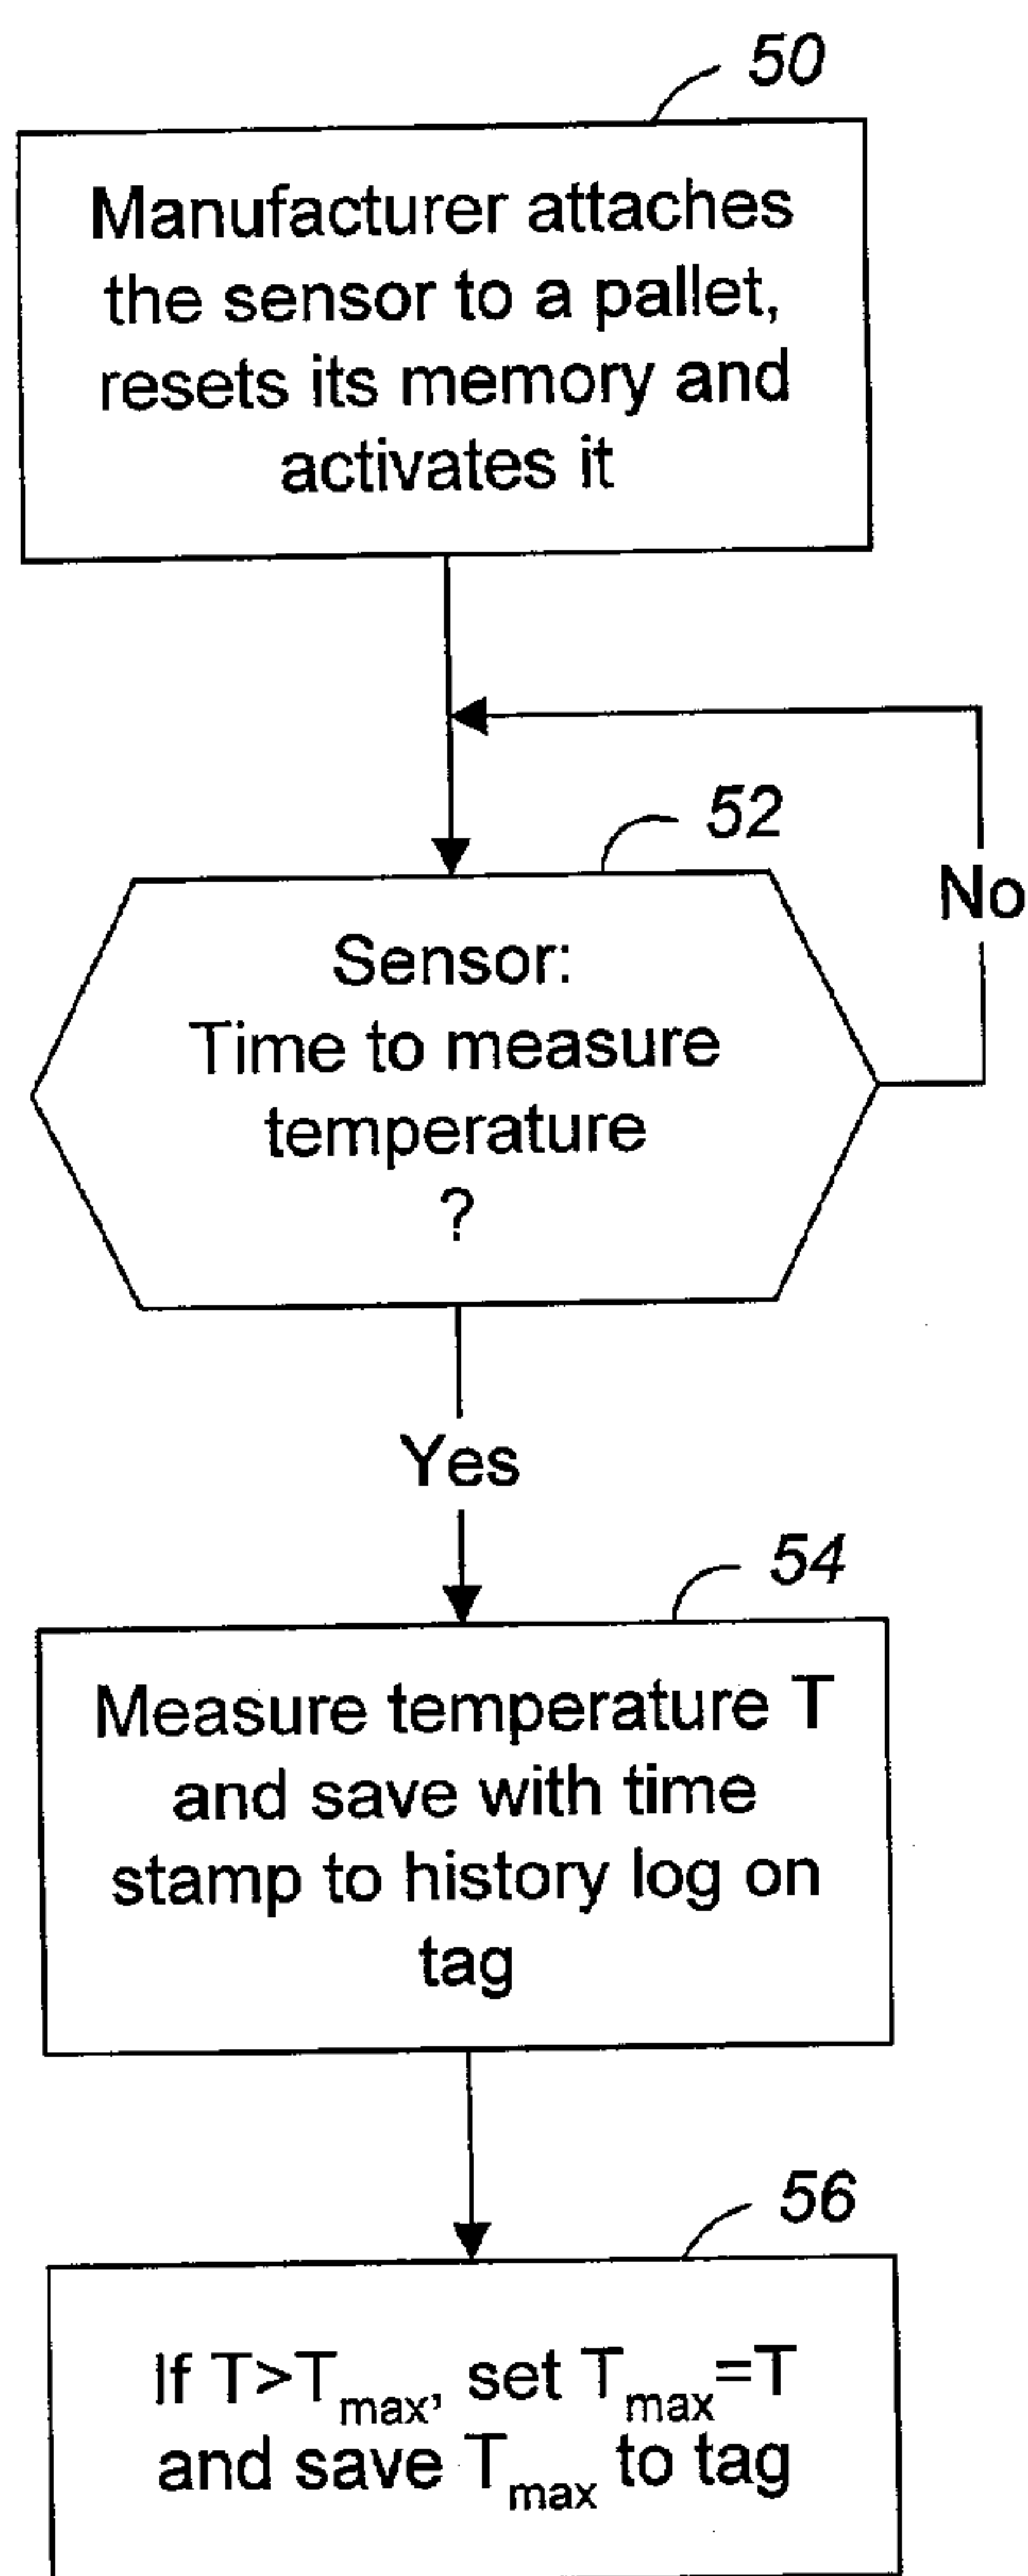 50
Manufacturer attaches
the sensor to a pallet,
resets its memory and
activates it
52
No
Sensor:
Time to measure
temperature
?
Yes
54
Measure temperature T
and save with time
stamp to history log on
tag
56
If T>Tmax, set Tmax=T
and save Tmax to tag